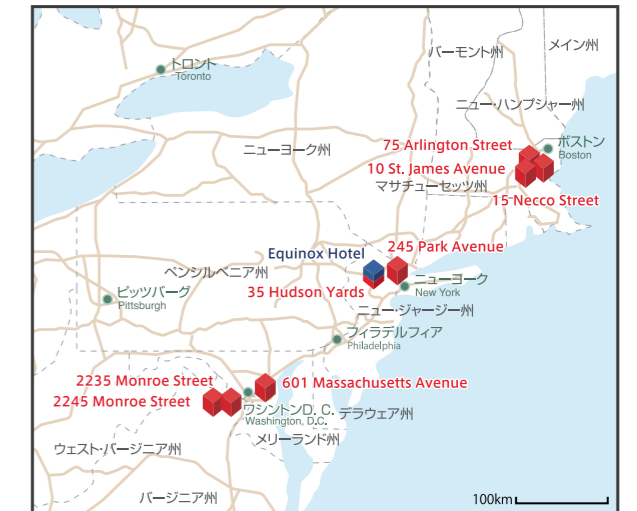 メイン州
バーモント州
トロント
Toronto
ニュー・ハンプシャー州
75 Arlington Street
ボストン
Boston
ニューヨーク州
10 St. James Avenue
マサチューセッツ州
15 Necco Street
245 Park Avenue
Equinox Hotel
ペンシルベニア州
ニューヨーク
New York
35 Hudson Yards
ピッツバーグ
Pittsburgh
ニュー・ジャージー州
フィラデルフィア
Philadelphia
2235 Monroe Street
601 Massachusetts Avenue
2245 Monroe Street
ワシントンD. C.
Washington, D.C.
デラウェア州
メリーランド州
ウェスト・バージニア州
バージニア州
100km